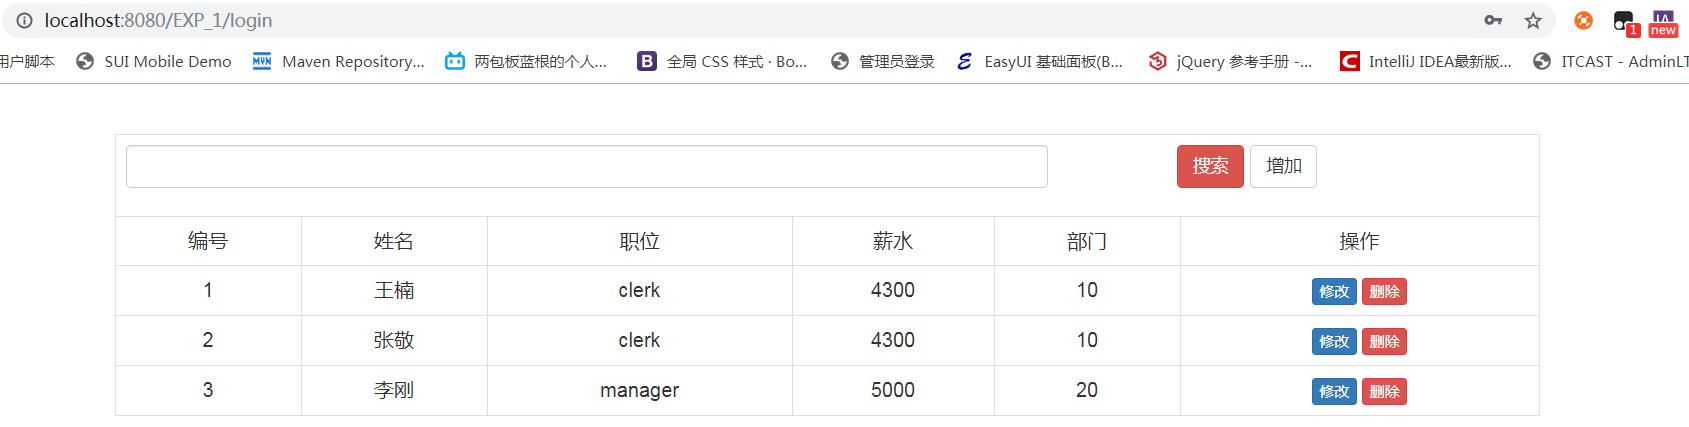 localhost:8080/EXP_1/login
1 new
用户脚本 SUI Mobile Demo MVN Maven Repository... 两包板蓝根的个人... B 全局 CSS 样式 · Bo... 管理员登录 EasyUI 基础面板(B... jQuery 参考手册 -... C IntelliJ IDEA最新版... ITCAST - AdminLT
搜索 增加
编号 姓名 职位 薪水 部门 操作
1 王楠 clerk 4300 10 修改 删除
2 张敬 clerk 4300 10 修改 删除
3 李刚 manager 5000 20 修改 删除